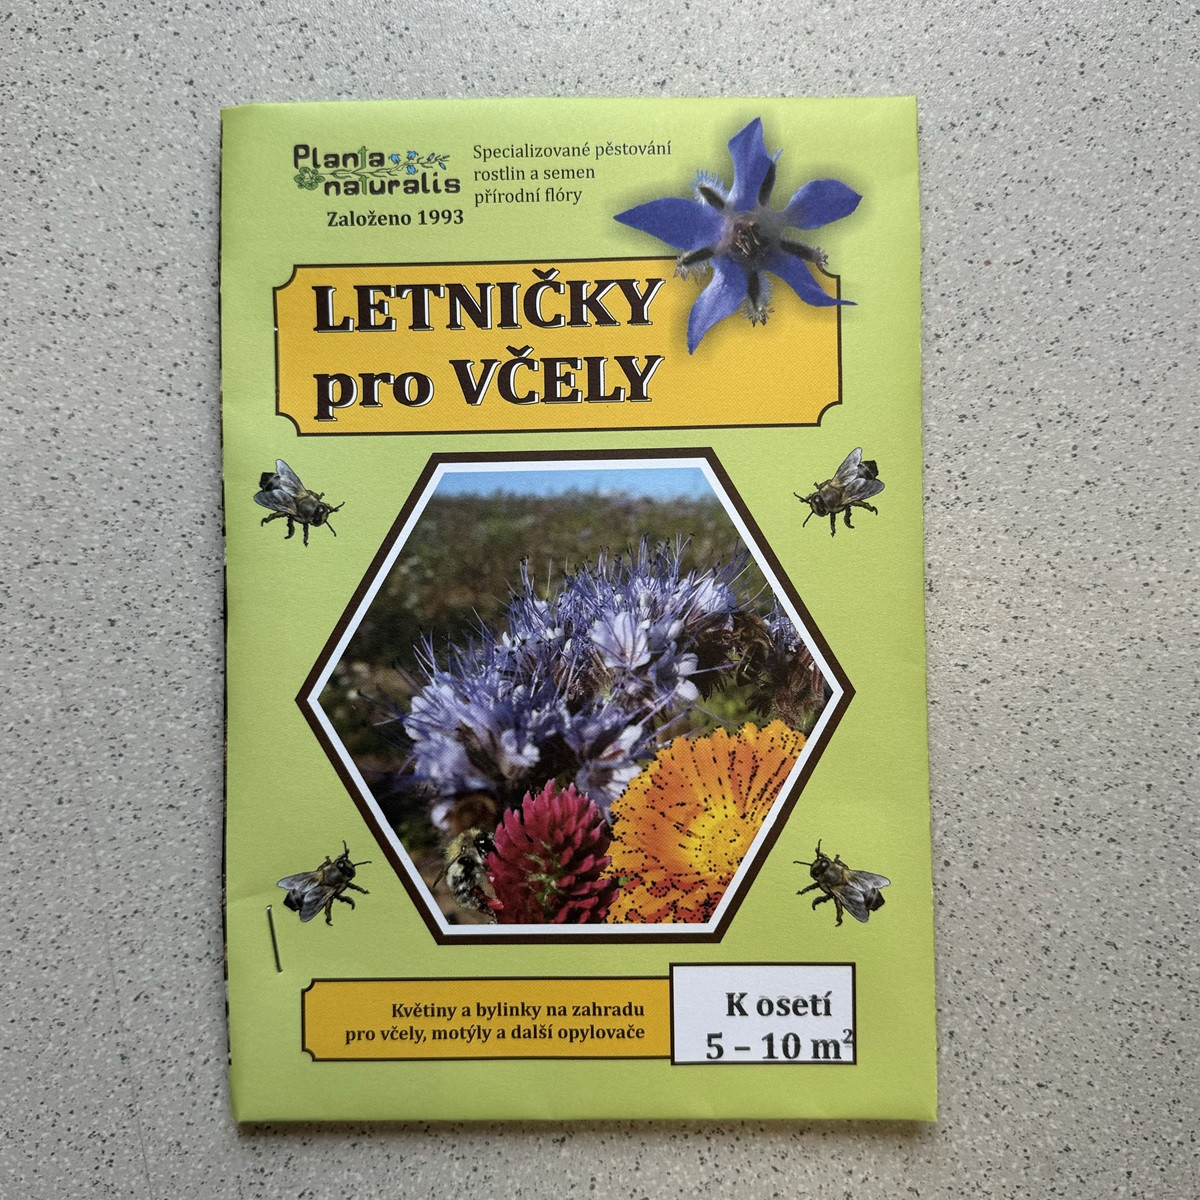 Planta
naturalis
Založeno 1993
Specializované pěstování
rostlin a semen
přírodní flóry
LETNIČKY
pro VČELY
Květiny a bylinky na zahradu
pro včely, motýly a další opylovače
K osetí
5 – 10 m²